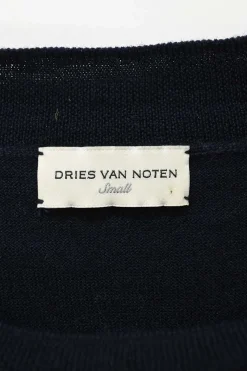 DRIES VAN NOTEN
Small